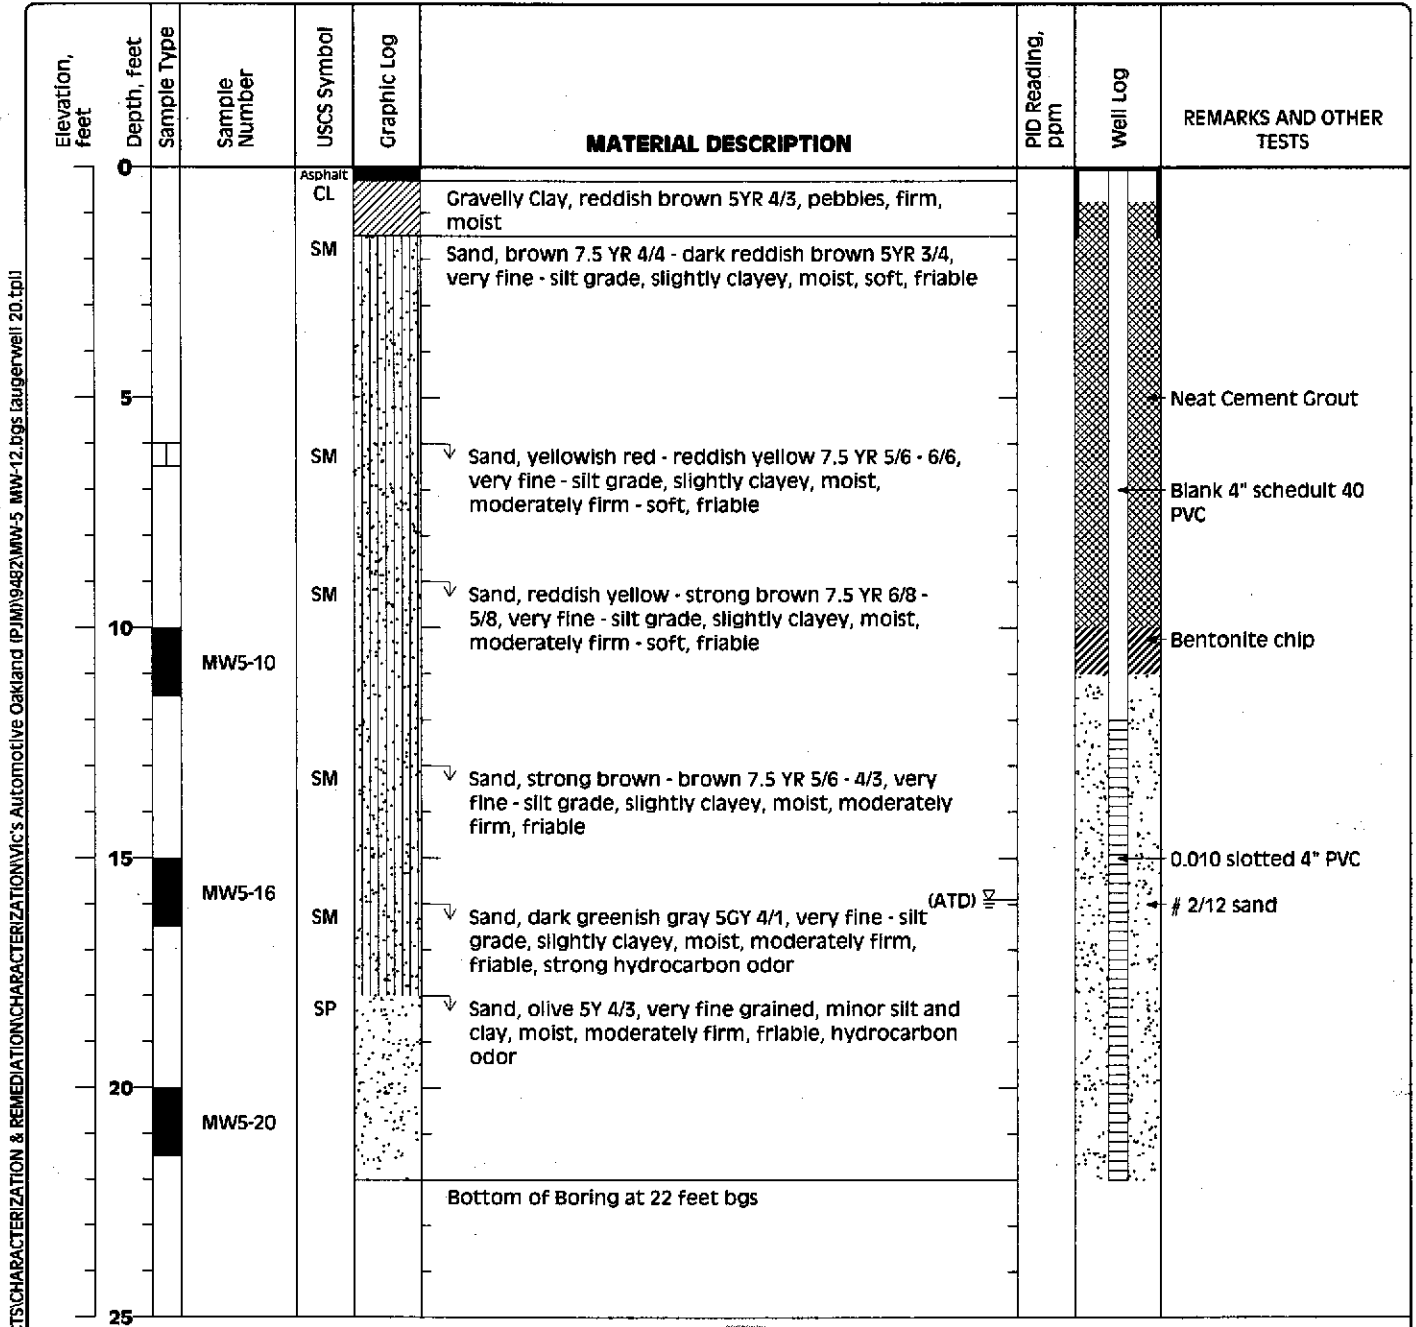 Elevation,
feet
Depth, feet
Sample Type
Sample
Number
USCS Symbol
Graphic Log
MATERIAL DESCRIPTION
PID Reading,
ppm
Well Log
REMARKS AND OTHER
TESTS
0
Asphalt
CL
Gravelly Clay, reddish brown 5YR 4/3, pebbles, firm,
moist
SM
Sand, brown 7.5 YR 4/4 - dark reddish brown 5YR 3/4,
very fine - silt grade, slightly clayey, moist, soft, friable
5
Neat Cement Grout
SM
Sand, yellowish red - reddish yellow 7.5 YR 5/6 - 6/6,
very fine - silt grade, slightly clayey, moist,
moderately firm - soft, friable
Blank 4" schedult 40
PVC
SM
Sand, reddish yellow - strong brown 7.5 YR 6/8 -
5/8, very fine - silt grade, slightly clayey, moist,
moderately firm - soft, friable
10
Bentonite chip
MW5-10
SM
Sand, strong brown - brown 7.5 YR 5/6 - 4/3, very
fine - silt grade, slightly clayey, moist, moderately
firm, friable
15
0.010 slotted 4" PVC
MW5-16
(ATD)
# 2/12 sand
SM
Sand, dark greenish gray 5GY 4/1, very fine - silt
grade, slightly clayey, moist, moderately firm,
friable, strong hydrocarbon odor
SP
Sand, olive 5Y 4/3, very fine grained, minor silt and
clay, moist, moderately firm, friable, hydrocarbon
odor
20
MW5-20
Bottom of Boring at 22 feet bgs
25
CTS\CHARACTERIZATION & REMEDIATION\CHARACTERIZATION\Vic's Automotive Oakland (PJM)\9482\MW-5 MW-12.bgs [augerwell 20.tpl]